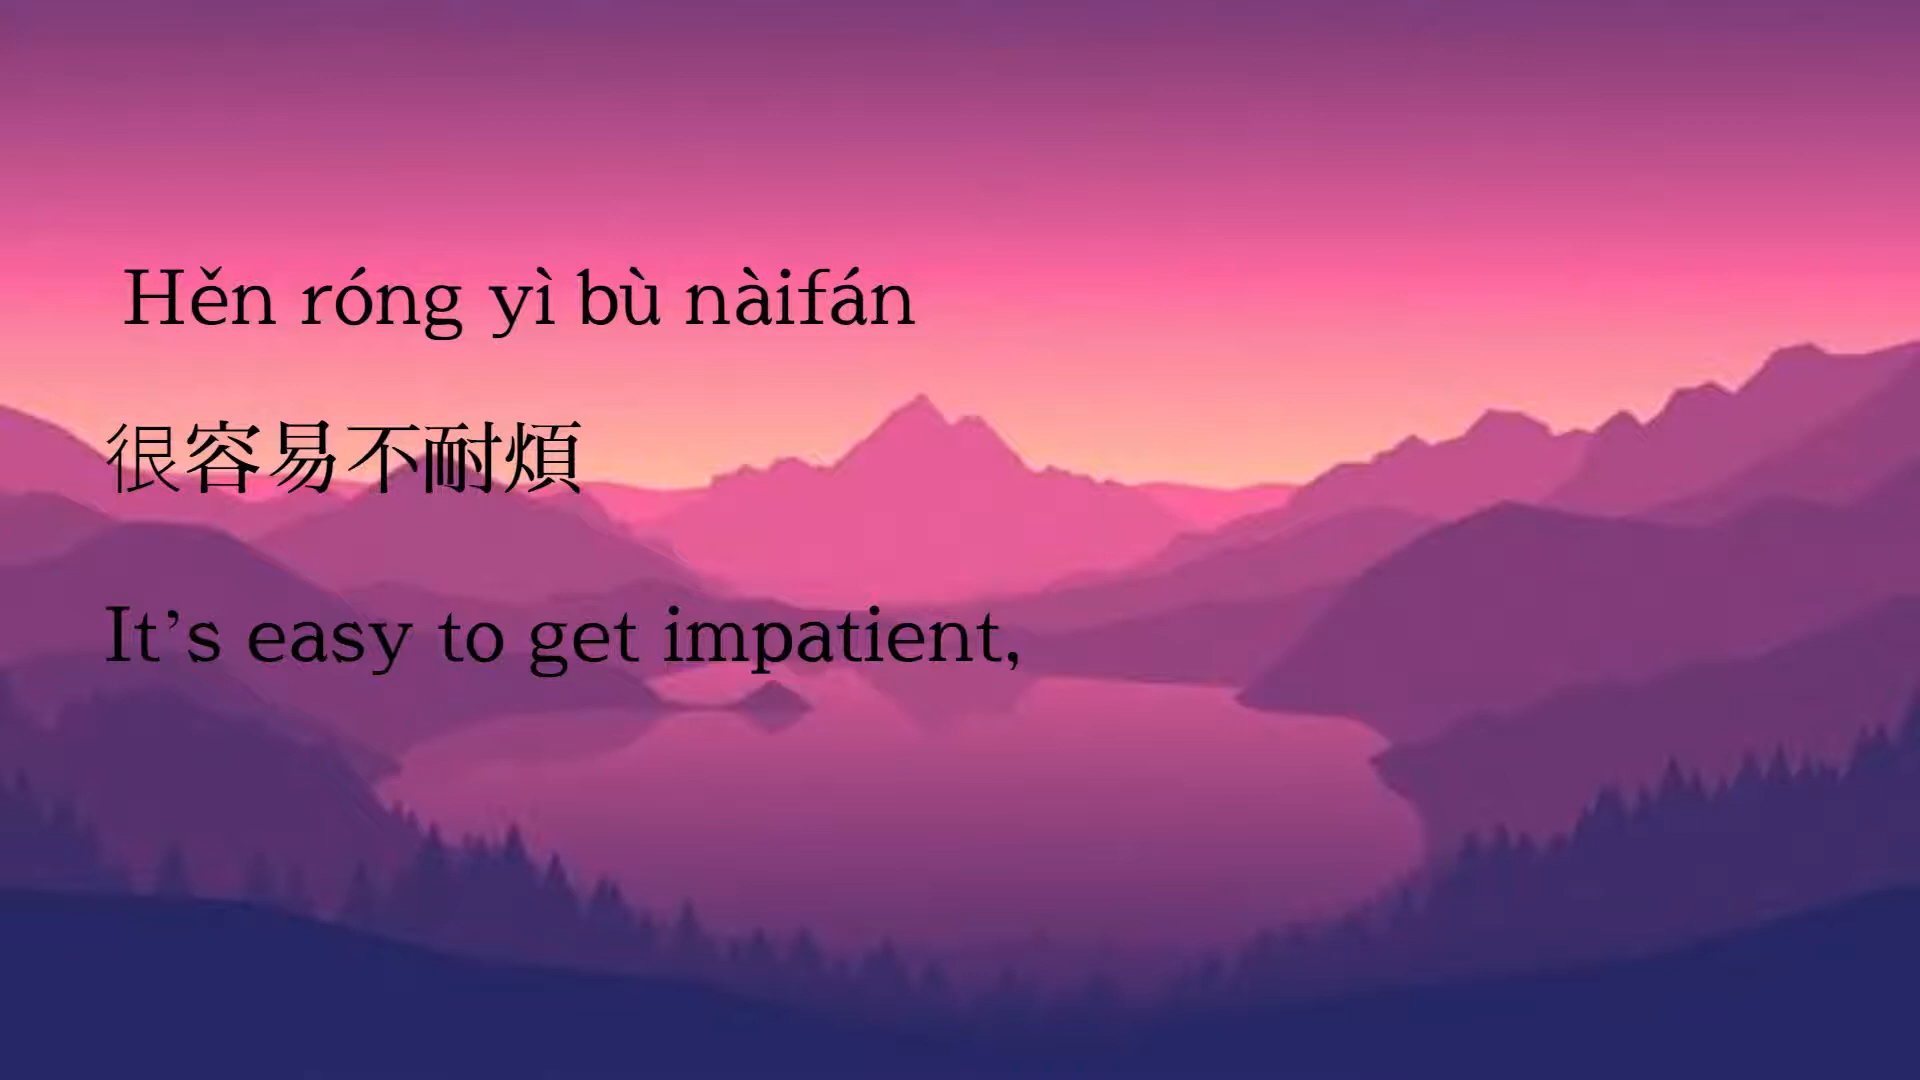 Hěn róng yì bù nàifán
很容易不耐煩
It’s easy to get impatient,